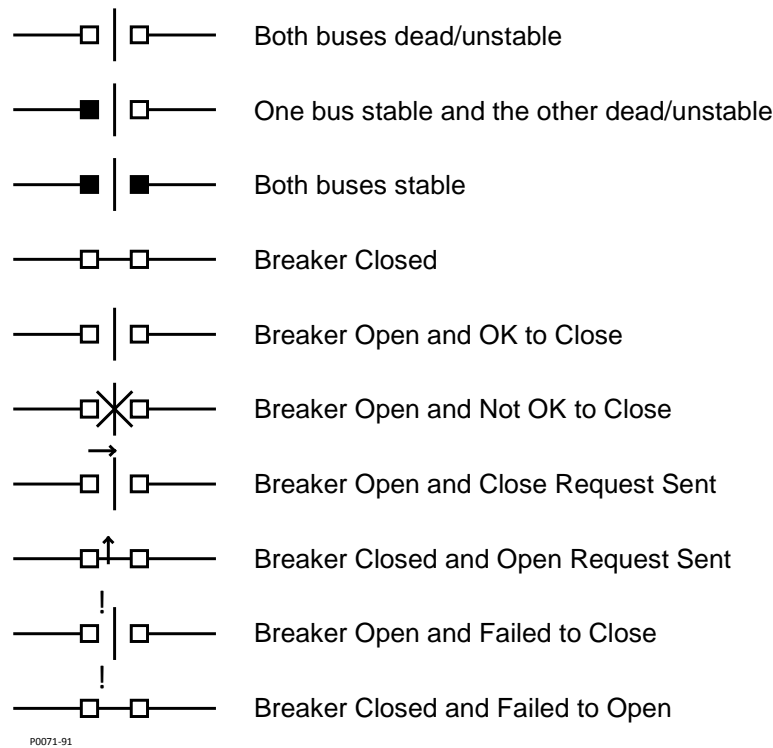 Both buses dead/unstable
One bus stable and the other dead/unstable
Both buses stable
Breaker Closed
Breaker Open and OK to Close
Breaker Open and Not OK to Close
Breaker Open and Close Request Sent
Breaker Closed and Open Request Sent
!
Breaker Open and Failed to Close
!
Breaker Closed and Failed to Open
P0071-91